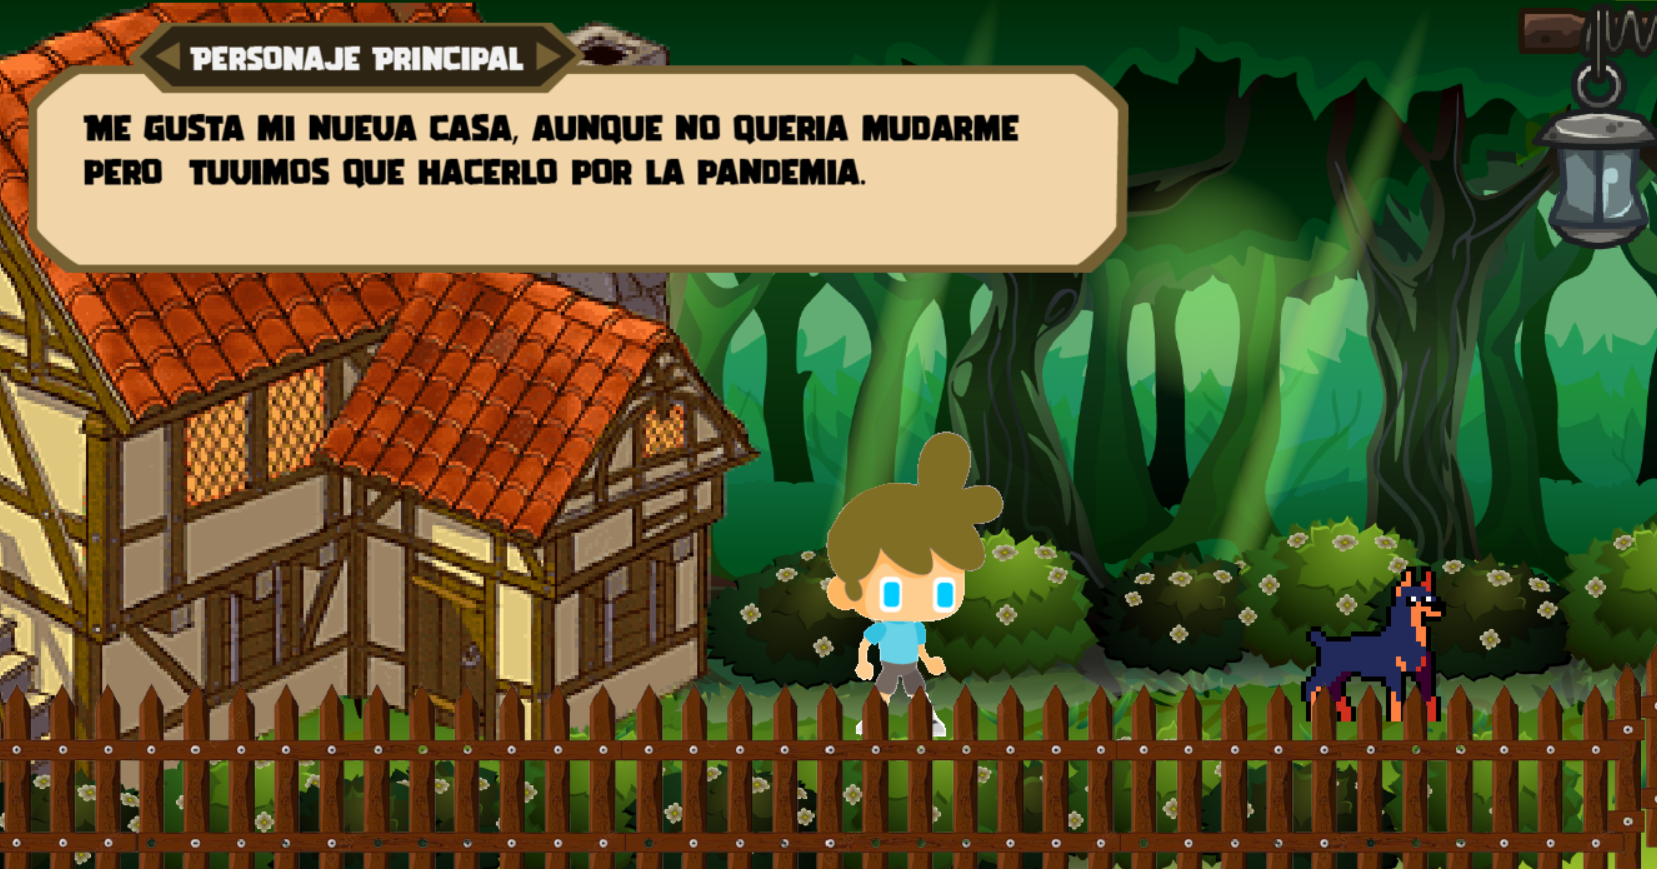 PERSONAJE PRINCIPAL
ME GUSTA MI NUEVA CASA, AUNQUE NO QUERIA MUDARME
PERO TUVIMOS QUE HACERLO POR LA PANDEMIA.